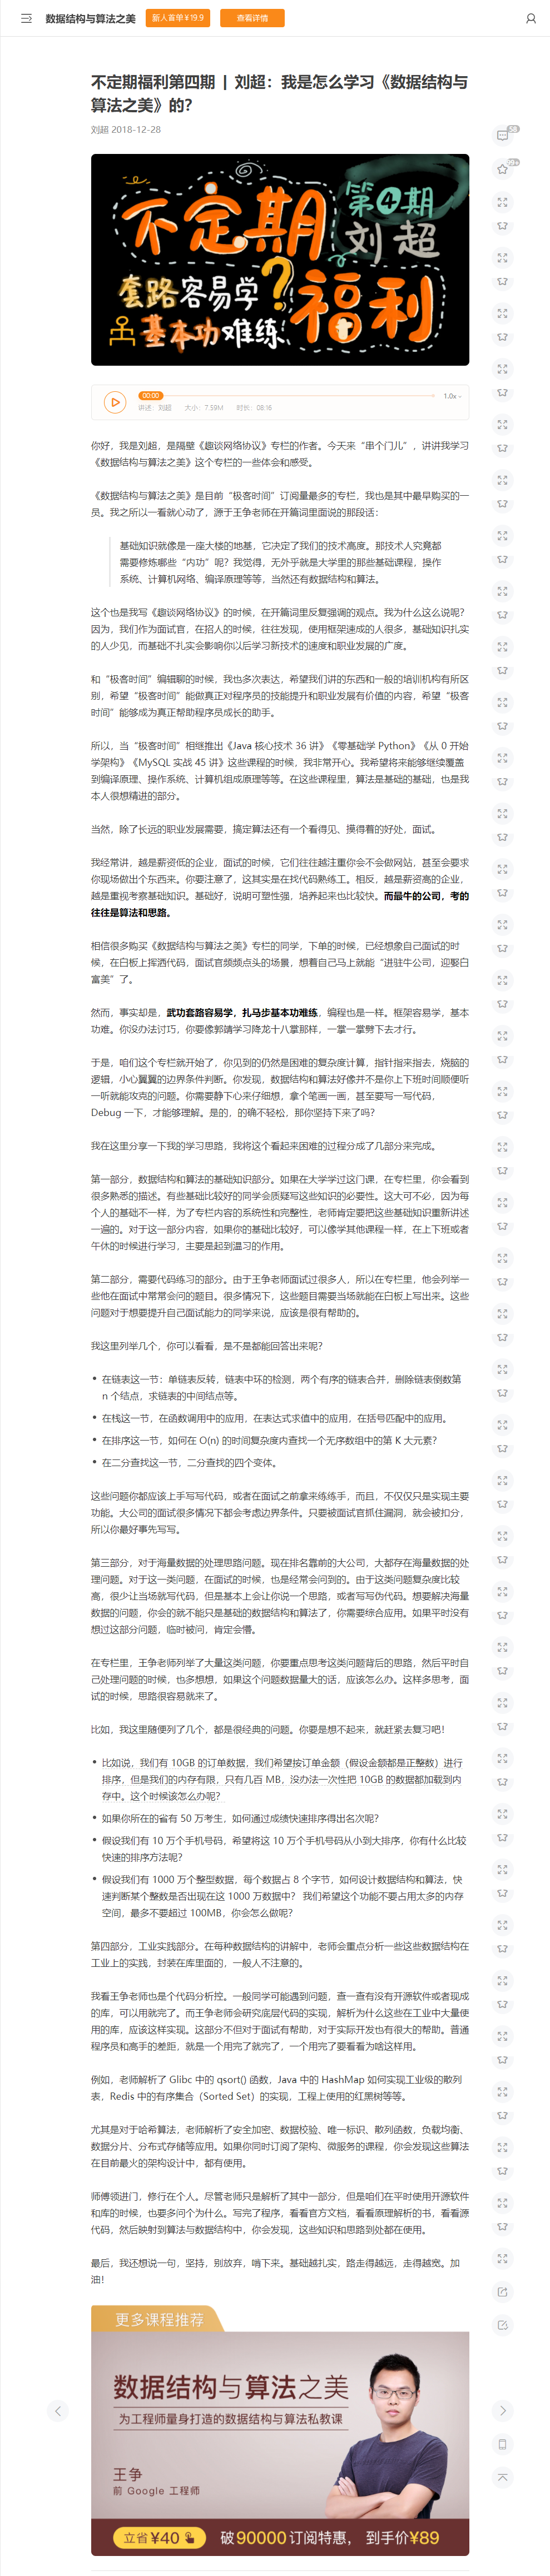 数据结构与算法之美
新人首单¥19.9
查看详情
不定期福利第四期 | 刘超：我是怎么学习《数据结构与
算法之美》的？
刘超 2018-12-28
58
99+
不定期
第4期
刘超
套路容易学
?
福利
基本功难练
00:00
1.0x
讲述：刘超 大小：7.59M 时长：08:16
你好，我是刘超，是隔壁《趣谈网络协议》专栏的作者。今天来“串个门儿”，讲讲我学习
《数据结构与算法之美》这个专栏的一些体会和感受。
《数据结构与算法之美》是目前“极客时间”订阅量最多的专栏，我也是其中最早购买的一
员。我之所以一看就心动了，源于王争老师在开篇词里面说的那段话：
基础知识就像是一座大楼的地基，它决定了我们的技术高度。那技术人究竟都
需要修炼哪些“内功”呢？我觉得，无外乎就是大学里的那些基础课程，操作
系统、计算机网络、编译原理等等，当然还有数据结构和算法。
这个也是我写《趣谈网络协议》的时候，在开篇词里反复强调的观点。我为什么这么说呢？
因为，我们作为面试官，在招人的时候，往往发现，使用框架速成的人很多，基础知识扎实
的人少见，而基础不扎实会影响你以后学习新技术的速度和职业发展的广度。
和“极客时间”编辑聊的时候，我也多次表达，希望我们讲的东西和一般的培训机构有所区
别，希望“极客时间”能做真正对程序员的技能提升和职业发展有价值的内容，希望“极客
时间”能够成为真正帮助程序员成长的助手。
所以，当“极客时间”相继推出《Java 核心技术 36 讲》《零基础学 Python》《从 0 开始
学架构》《MySQL 实战 45 讲》这些课程的时候，我非常开心。我希望将来能够继续覆盖
到编译原理、操作系统、计算机组成原理等等。在这些课程里，算法是基础的基础，也是我
本人很想精进的部分。
当然，除了长远的职业发展需要，搞定算法还有一个看得见、摸得着的好处，面试。
我经常讲，越是薪资低的企业，面试的时候，它们往往越注重你会不会做网站，甚至会要求
你现场做出个东西来。你要注意了，这其实是在找代码熟练工。相反，越是薪资高的企业，
越是重视考察基础知识。基础好，说明可塑性强，培养起来也比较快。而最牛的公司，考的
往往是算法和思路。
相信很多购买《数据结构与算法之美》专栏的同学，下单的时候，已经想象自己面试的时
候，在白板上挥洒代码，面试官频频点头的场景，想着自己马上就能“进驻牛公司，迎娶白
富美”了。
然而，事实却是，武功套路容易学，扎马步基本功难练，编程也是一样。框架容易学，基本
功难。你没办法讨巧，你要像郭靖学习降龙十八掌那样，一掌一掌劈下去才行。
于是，咱们这个专栏就开始了，你见到的仍然是困难的复杂度计算，指针指来指去，烧脑的
逻辑，小心翼翼的边界条件判断。你发现，数据结构和算法好像并不是你上下班时间顺便听
一听就能攻克的问题。你需要静下心来仔细想，拿个笔画一画，甚至要写一写代码，
Debug 一下，才能够理解。是的，的确不轻松，那你坚持下来了吗？
我在这里分享一下我的学习思路，我将这个看起来困难的过程分成了几部分来完成。
第一部分，数据结构和算法的基础知识部分。如果在大学学过这门课，在专栏里，你会看到
很多熟悉的描述。有些基础比较好的同学会质疑写这些知识的必要性。这大可不必，因为每
个人的基础不一样，为了专栏内容的系统性和完整性，老师肯定要把这些基础知识重新讲述
一遍的。对于这一部分内容，如果你的基础比较好，可以像学其他课程一样，在上下班或者
午休的时候进行学习，主要是起到温习的作用。
第二部分，需要代码练习的部分。由于王争老师面试过很多人，所以在专栏里，他会列举一
些他在面试中常常会问的题目。很多情况下，这些题目需要当场就能在白板上写出来。这些
问题对于想要提升自己面试能力的同学来说，应该是很有帮助的。
我这里列举几个，你可以看看，是不是都能回答出来呢？
• 在链表这一节：单链表反转，链表中环的检测，两个有序的链表合并，删除链表倒数第
n 个结点，求链表的中间结点等。
• 在栈这一节，在函数调用中的应用，在表达式求值中的应用，在括号匹配中的应用。
• 在排序这一节，如何在 O(n) 的时间复杂度内查找一个无序数组中的第 K 大元素？
• 在二分查找这一节，二分查找的四个变体。
这些问题你都应该上手写写代码，或者在面试之前拿来练练手，而且，不仅仅只是实现主要
功能。大公司的面试很多情况下都会考虑边界条件。只要被面试官抓住漏洞，就会被扣分，
所以你最好事先写写。
第三部分，对于海量数据的处理思路问题。现在排名靠前的大公司，大都存在海量数据的处
理问题。对于这一类问题，在面试的时候，也是经常会问到的。由于这类问题复杂度比较
高，很少让当场就写代码，但是基本上会让你说一个思路，或者写写伪代码。想要解决海量
数据的问题，你会的就不能只是基础的数据结构和算法了，你需要综合应用。如果平时没有
想过这部分问题，临时被问，肯定会懵。
在专栏里，王争老师列举了大量这类问题，你要重点思考这类问题背后的思路，然后平时自
己处理问题的时候，也多想想，如果这个问题数据量大的话，应该怎么办。这样多思考，面
试的时候，思路很容易就来了。
比如，我这里随便列了几个，都是很经典的问题。你要是想不起来，就赶紧去复习吧！
• 比如说，我们有 10GB 的订单数据，我们希望按订单金额（假设金额都是正整数）进行
排序，但是我们的内存有限，只有几百 MB，没办法一次性把 10GB 的数据都加载到内
存中。这个时候该怎么办呢？
• 如果你所在的省有 50 万考生，如何通过成绩快速排序得出名次呢？
• 假设我们有 10 万个手机号码，希望将这 10 万个手机号码从小到大排序，你有什么比较
快速的排序方法呢？
• 假设我们有 1000 万个整型数据，每个数据占 8 个字节，如何设计数据结构和算法，快
速判断某个整数是否出现在这 1000 万数据中？ 我们希望这个功能不要占用太多的内存
空间，最多不要超过 100MB，你会怎么做呢？
第四部分，工业实践部分。在每种数据结构的讲解中，老师会重点分析一些这些数据结构在
工业上的实践，封装在库里面的，一般人不注意的。
我看王争老师也是个代码分析控。一般同学可能遇到问题，查一查有没有开源软件或者现成
的库，可以用就完了。而王争老师会研究底层代码的实现，解析为什么这些在工业中大量使
用的库，应该这样实现。这部分不但对于面试有帮助，对于实际开发也有很大的帮助。普通
程序员和高手的差距，就是一个用完了就完了，一个用完了要看看为啥这样用。
例如，老师解析了 Glibc 中的 qsort() 函数，Java 中的 HashMap 如何实现工业级的散列
表，Redis 中的有序集合（Sorted Set）的实现，工程上使用的红黑树等等。
尤其是对于哈希算法，老师解析了安全加密、数据校验、唯一标识、散列函数，负载均衡、
数据分片、分布式存储等应用。如果你同时订阅了架构、微服务的课程，你会发现这些算法
在目前最火的架构设计中，都有使用。
师傅领进门，修行在个人。尽管老师只是解析了其中一部分，但是咱们在平时使用开源软件
和库的时候，也要多问个为什么。写完了程序，看看官方文档，看看原理解析的书，看看源
代码，然后映射到算法与数据结构中，你会发现，这些知识和思路到处都在使用。
最后，我还想说一句，坚持，别放弃，啃下来。基础越扎实，路走得越远，走得越宽。加
油！
更多课程推荐
数据结构与算法之美
为工程师量身打造的数据结构与算法私教课
王争
前 Google 工程师
立省¥40
破90000订阅特惠， 到手价¥89